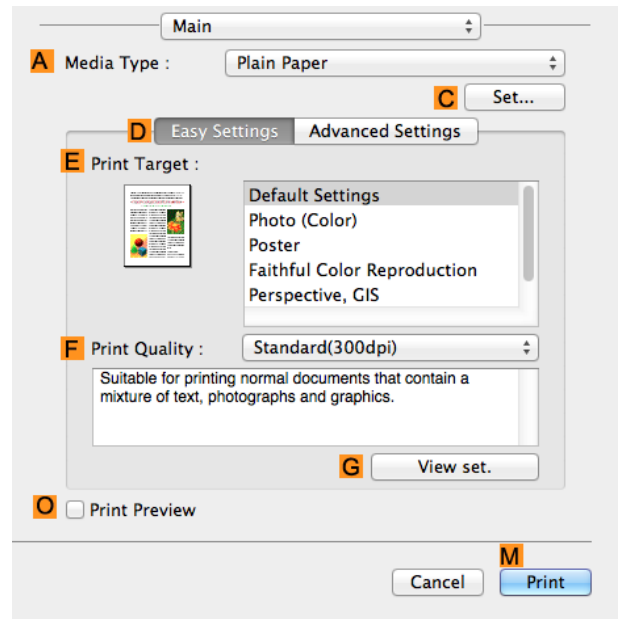 Main
A Media Type : Plain Paper
C Set...
D Easy Settings Advanced Settings
E Print Target :
Default Settings
Photo (Color)
Poster
Faithful Color Reproduction
Perspective, GIS
F Print Quality : Standard(300dpi)
Suitable for printing normal documents that contain a
mixture of text, photographs and graphics.
G View set.
O Print Preview
M
Cancel Print